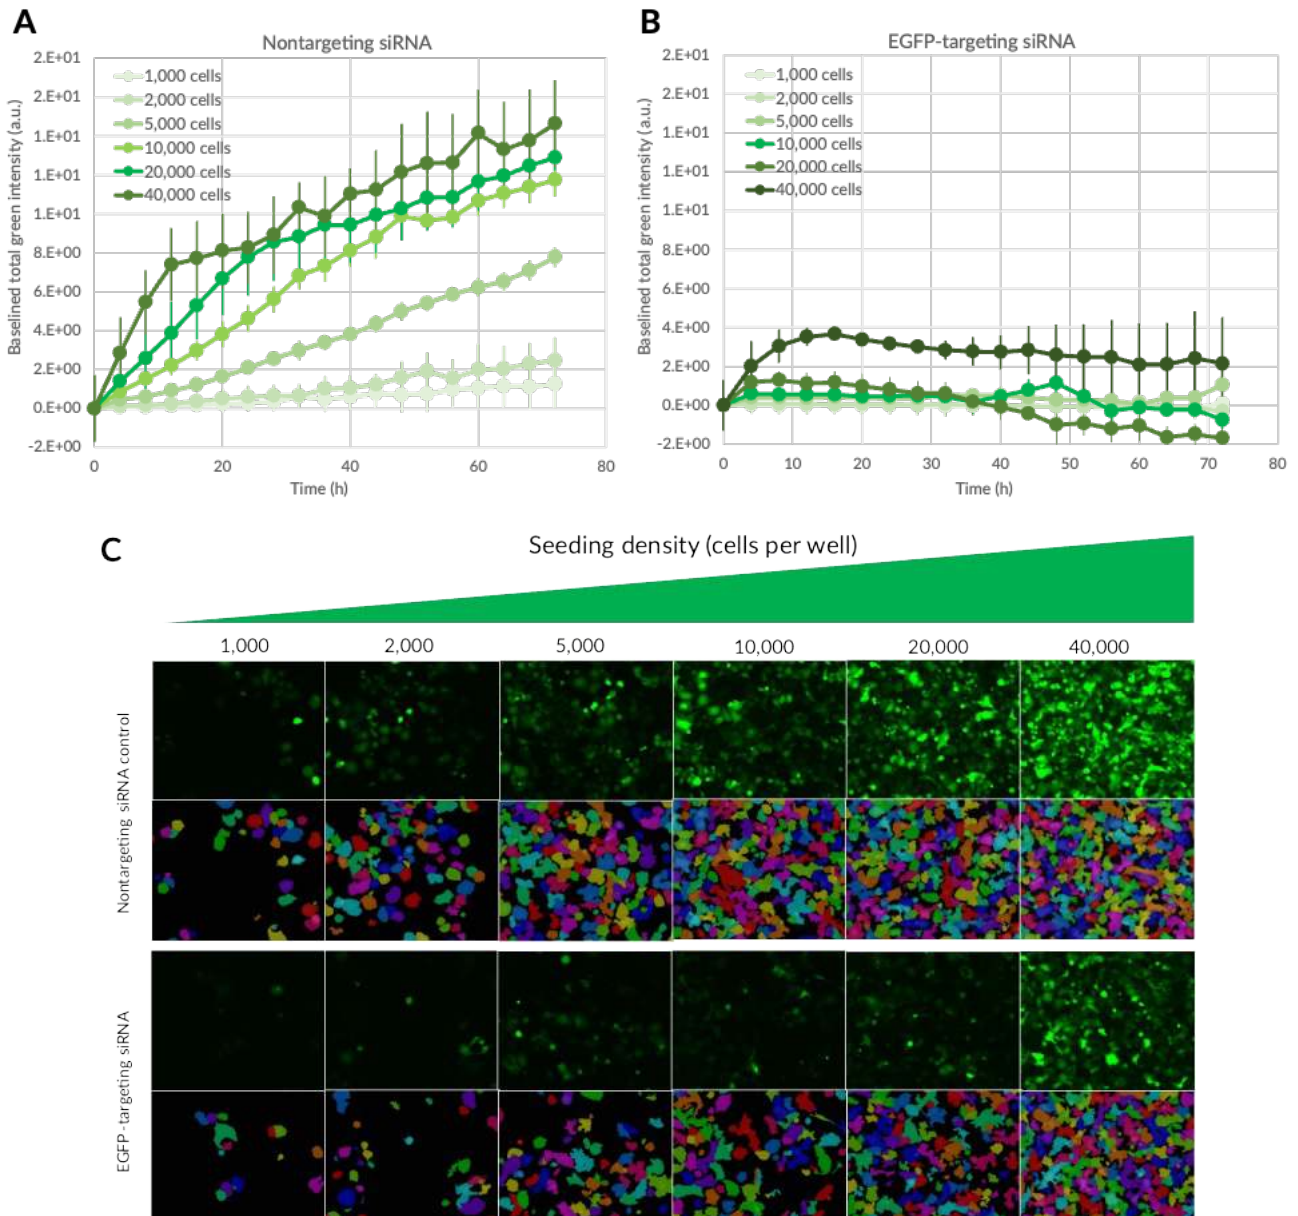 A
Nontargeting siRNA
Baselined total green intensity (a.u.)
2.E+01
2.E+01
1.E+01
1.E+01
1.E+01
8.E+00
6.E+00
4.E+00
2.E+00
0.E+00
-2.E+00
1,000 cells
2,000 cells
5,000 cells
10,000 cells
20,000 cells
40,000 cells
0 20 40 60 80
Time (h)
B
EGFP-targeting siRNA
Baselined total green intensity (a.u.)
2.E+01
2.E+01
1.E+01
1.E+01
1.E+01
8.E+00
6.E+00
4.E+00
2.E+00
0.E+00
-2.E+00
1,000 cells
2,000 cells
5,000 cells
10,000 cells
20,000 cells
40,000 cells
0 10 20 30 40 50 60 70 80
Time (h)
C
Seeding density (cells per well)
1,000 2,000 5,000 10,000 20,000 40,000
Nontargeting siRNA control
EGFP-targeting siRNA